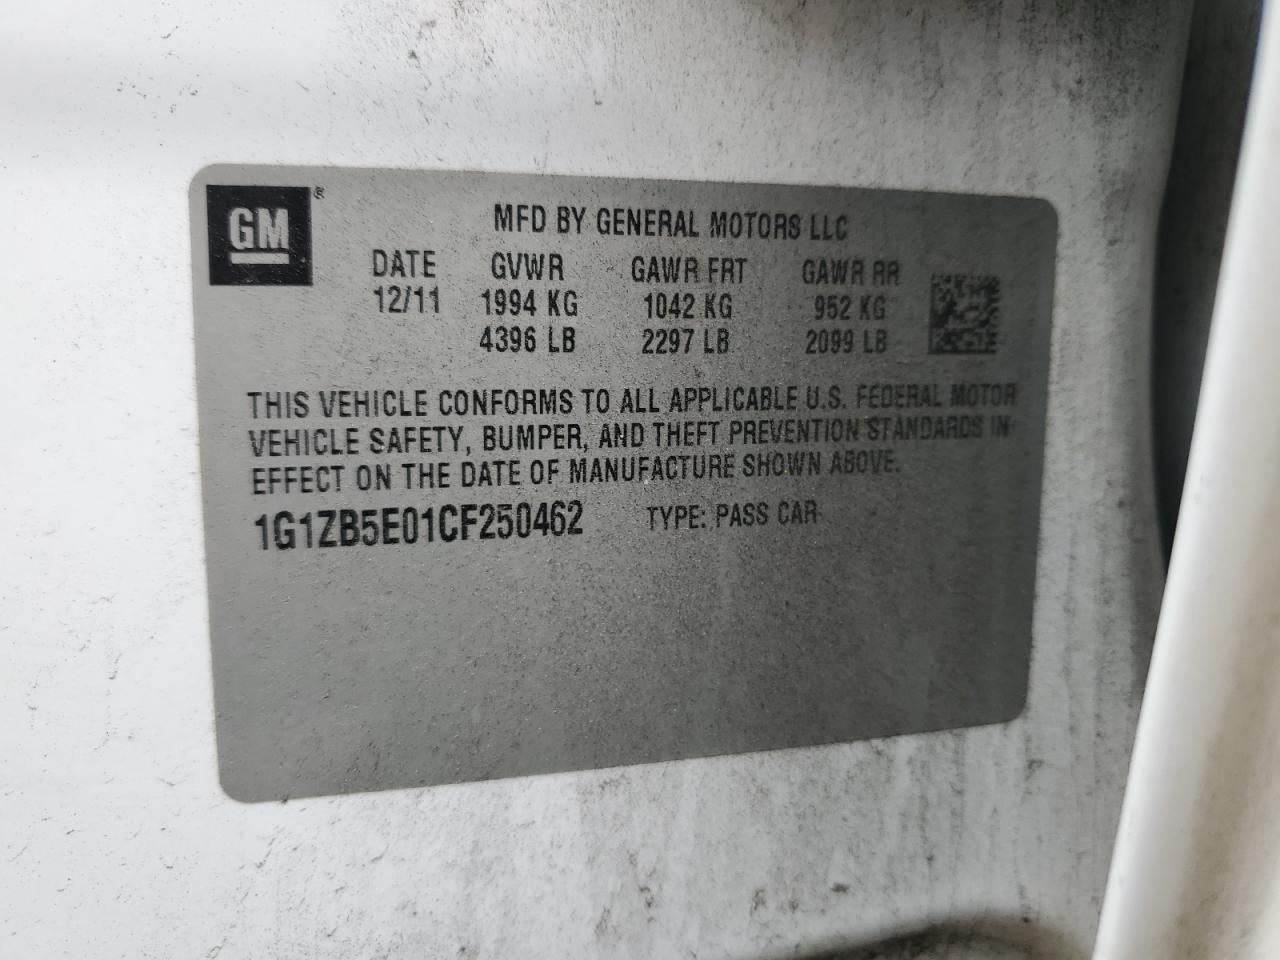 GM ®
MFD BY GENERAL MOTORS LLC
DATE GVWR GAWR FRT GAWR RR
12/11 1994 KG 1042 KG 952 KG
4396 LB 2297 LB 2099 LB
THIS VEHICLE CONFORMS TO ALL APPLICABLE U.S. FEDERAL MOTOR
VEHICLE SAFETY, BUMPER, AND THEFT PREVENTION STANDARDS IN
EFFECT ON THE DATE OF MANUFACTURE SHOWN ABOVE.
1G1ZB5E01CF250462 TYPE: PASS CAR